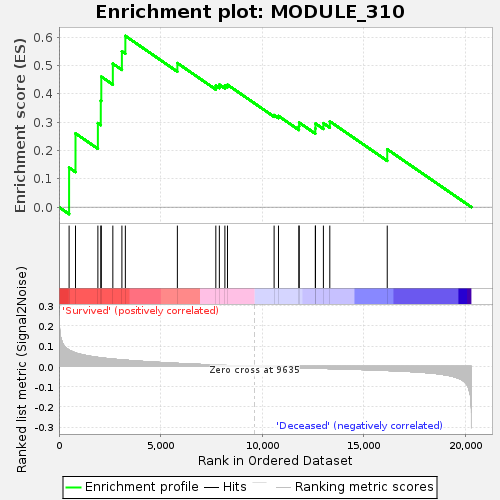 Enrichment plot: MODULE_310
Enrichment score (ES)
0.6
0.5
0.4
0.3
0.2
0.1
0.0
Ranked list metric (Signal2Noise)
0.3
0.2
0.1
0.0
-0.1
-0.2
-0.3
'Survived' (positively correlated)
Zero cross at 9635
'Deceased' (negatively correlated)
0 5,000 10,000 15,000 20,000
Rank in Ordered Dataset
Enrichment profile Hits Ranking metric scores